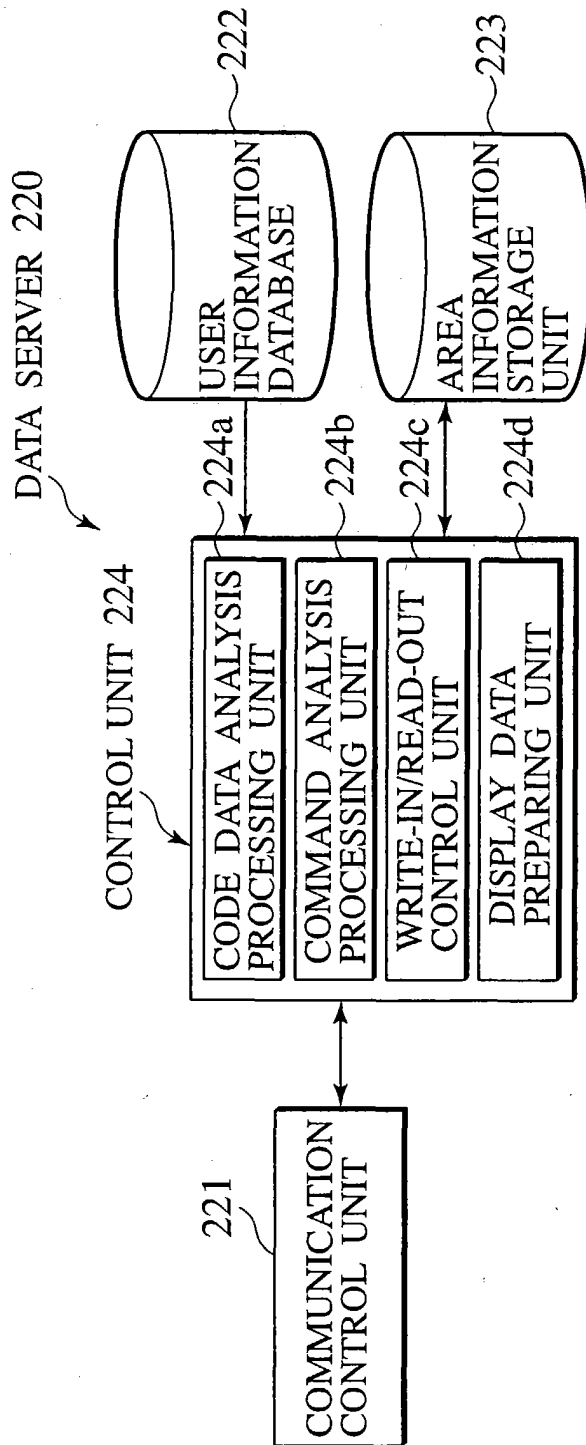 DATA SERVER 220
CONTROL UNIT 224
221
COMMUNICATION
CONTROL UNIT
224a
CODE DATA ANALYSIS
PROCESSING UNIT
224b
COMMAND ANALYSIS
PROCESSING UNIT
224c
WRITE-IN/READ-OUT
CONTROL UNIT
224d
DISPLAY DATA
PREPARING UNIT
222
USER
INFORMATION
DATABASE
223
AREA
INFORMATION
STORAGE
UNIT